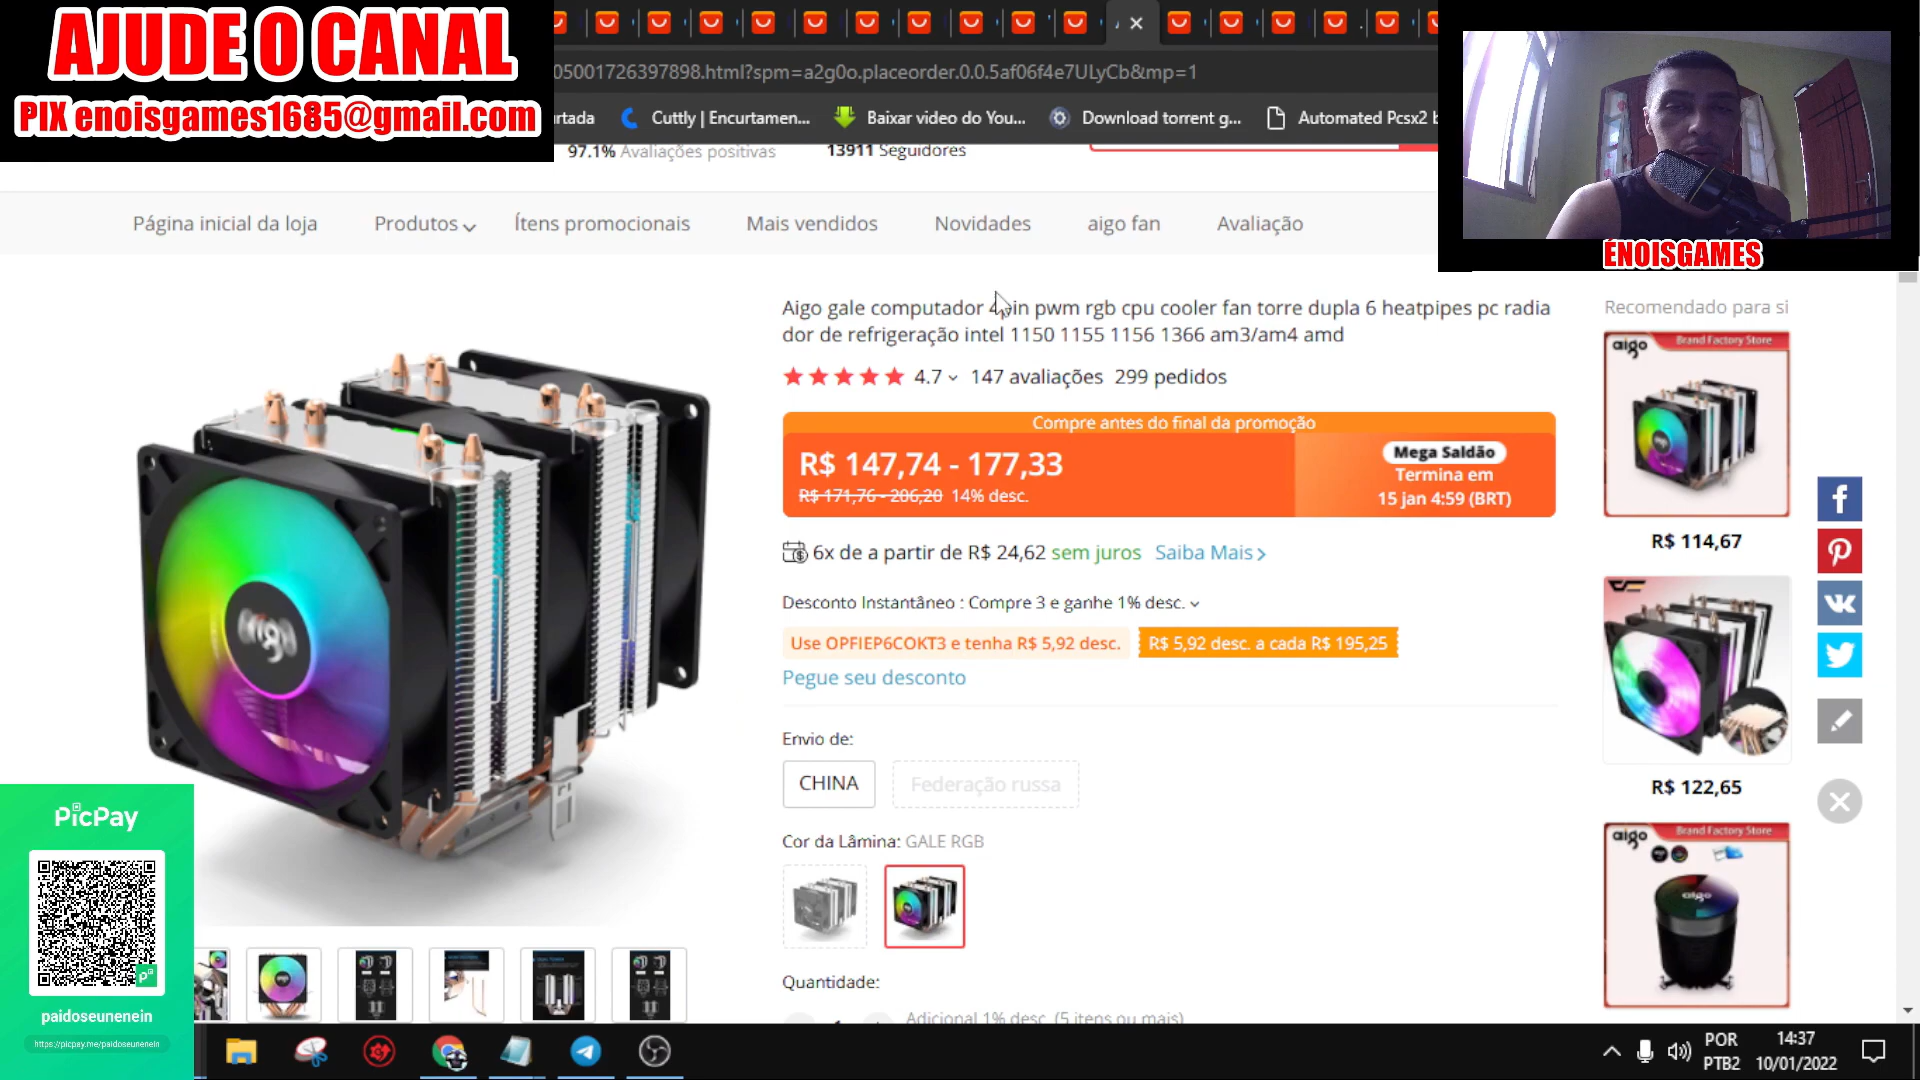 AJUDE O CANAL
PIX enoisgames1685@gmail.com
05001726397898.html?spm=a2g0o.placeorder.0.0.5af06f4e7ULyCb&mp=1
rtada
Cuttly | Encurtamen...
Baixar video do You...
Download torrent g...
Automated Pcsx2 b
97.1% Avaliações positivas
13911 Seguidores
ENOISGAMES
Página inicial da loja
Produtos
Ítens promocionais
Mais vendidos
Novidades
aigo fan
Avaliação
Aigo gale computador 4pin pwm rgb cpu cooler fan torre dupla 6 heatpipes pc radia
dor de refrigeração intel 1150 1155 1156 1366 am3/am4 amd
4.7 147 avaliações 299 pedidos
Compre antes do final da promoção
R$ 147,74 - 177,33
R$ 171,76 - 206,20 14% desc.
Mega Saldão
Termina em
15 jan 4:59 (BRT)
6x de a partir de R$ 24,62 sem juros Saiba Mais
Desconto Instantâneo : Compre 3 e ganhe 1% desc.
Use OPFIEP6COKT3 e tenha R$ 5,92 desc.
R$ 5,92 desc. a cada R$ 195,25
Pegue seu desconto
Envio de:
CHINA
Federação russa
Cor da Lâmina: GALE RGB
Quantidade:
1
Adicional 1% desc. (5 itens ou mais)
Recomendado para si
aigo
Brand Factory Store
R$ 114,67
R$ 122,65
aigo
Brand Factory Store
aigo
aigo
PicPay
paidoseunenein
https://picpay.me/paidoseunenein
POR
PTB2
14:37
10/01/2022